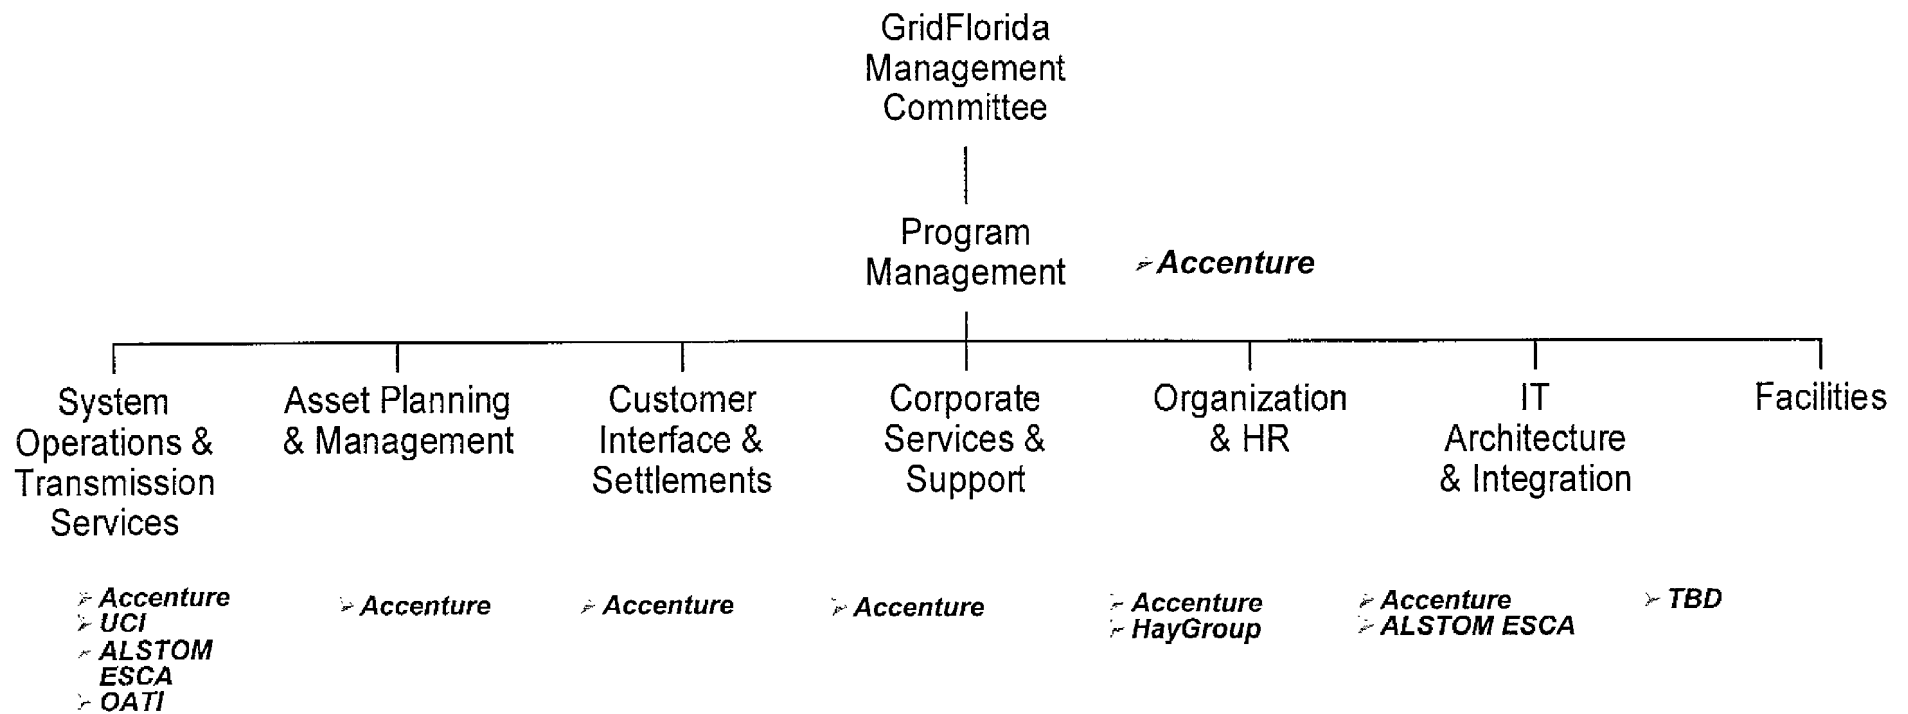 GridFlorida
Management
Committee
Program
Management
Accenture
System
Operations &
Transmission
Services
Asset Planning
& Management
Customer
Interface &
Settlements
Corporate
Services &
Support
Organization
& HR
IT
Architecture
& Integration
Facilities
Accenture
UCI
ALSTOM
ESCA
OATI
Accenture
Accenture
Accenture
Accenture
HayGroup
Accenture
ALSTOM ESCA
TBD